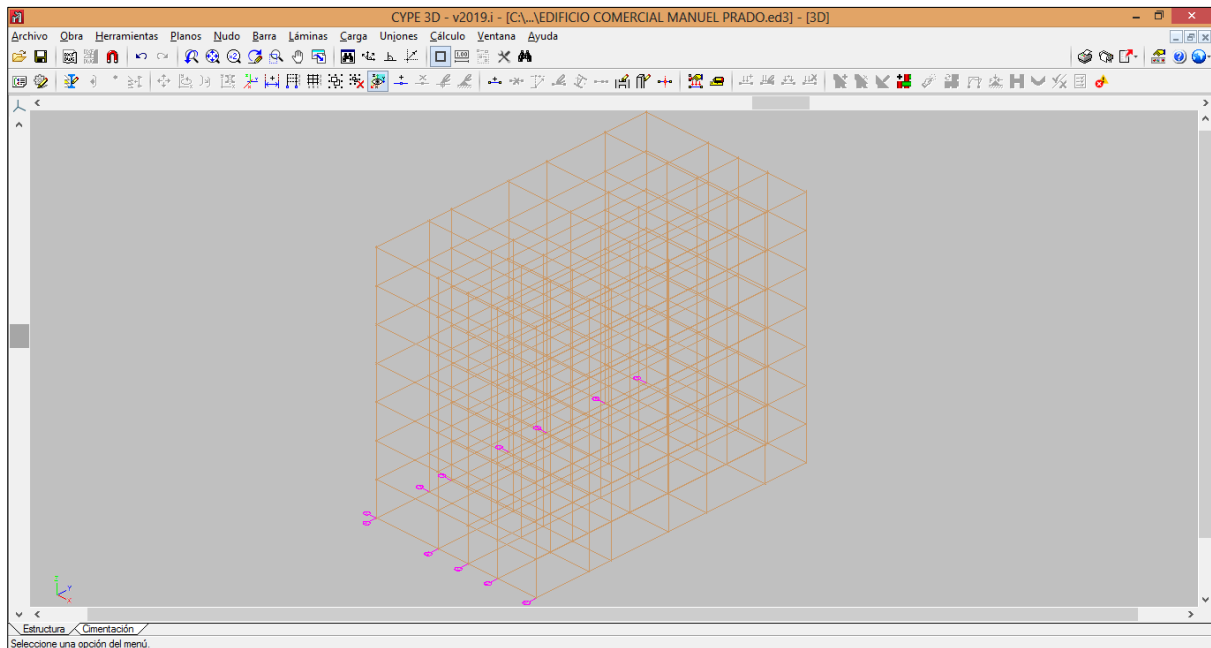 CYPE 3D - v2019.i - [C:\...\EDIFICIO COMERCIAL MANUEL PRADO.ed3] - [3D]
Archivo Obra Herramientas Planos Nudo Barra Láminas Carga Uniones Cálculo Ventana Ayuda
Y
X
Estructura Cimentación
Seleccione una opción del menú.